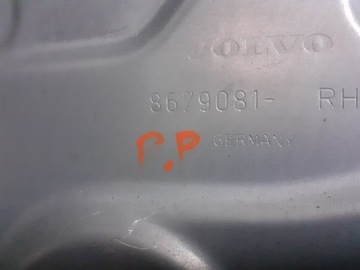 VOLVO
8679081- RH
P.P GERMANY